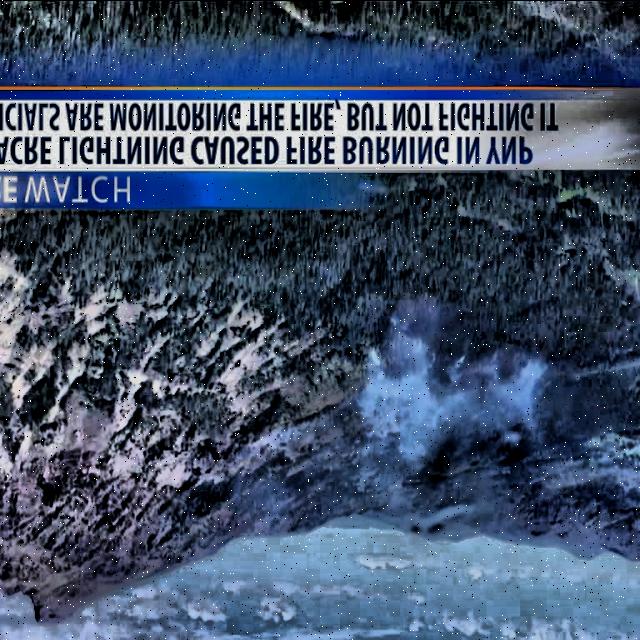 E WATCH
ACRE LIGHTNING CAUSED FIRE BURNING IN YNP
ICIALS ARE MONITORING THE FIRE, BUT NOT FIGHTING IT